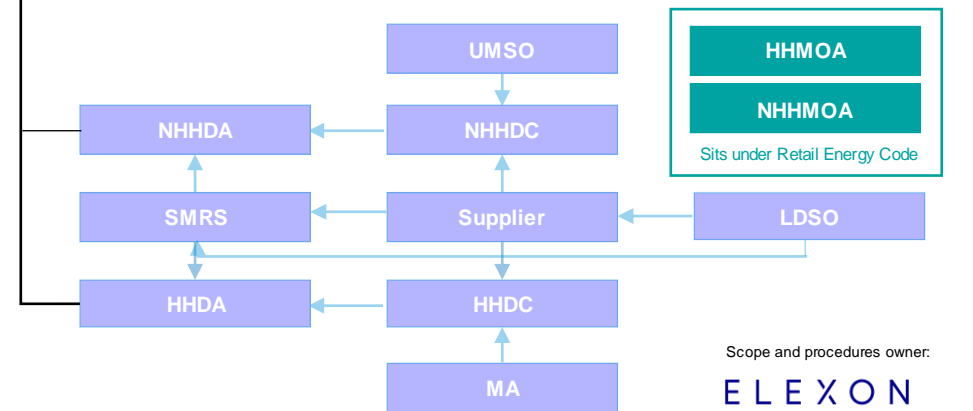 UMSO
HHMOA
NHHMOA
Sits under Retail Energy Code
NHHDA
NHHDC
SMRS
Supplier
LDSO
HHDA
HHDC
MA
Scope and procedures owner:
ELEXON